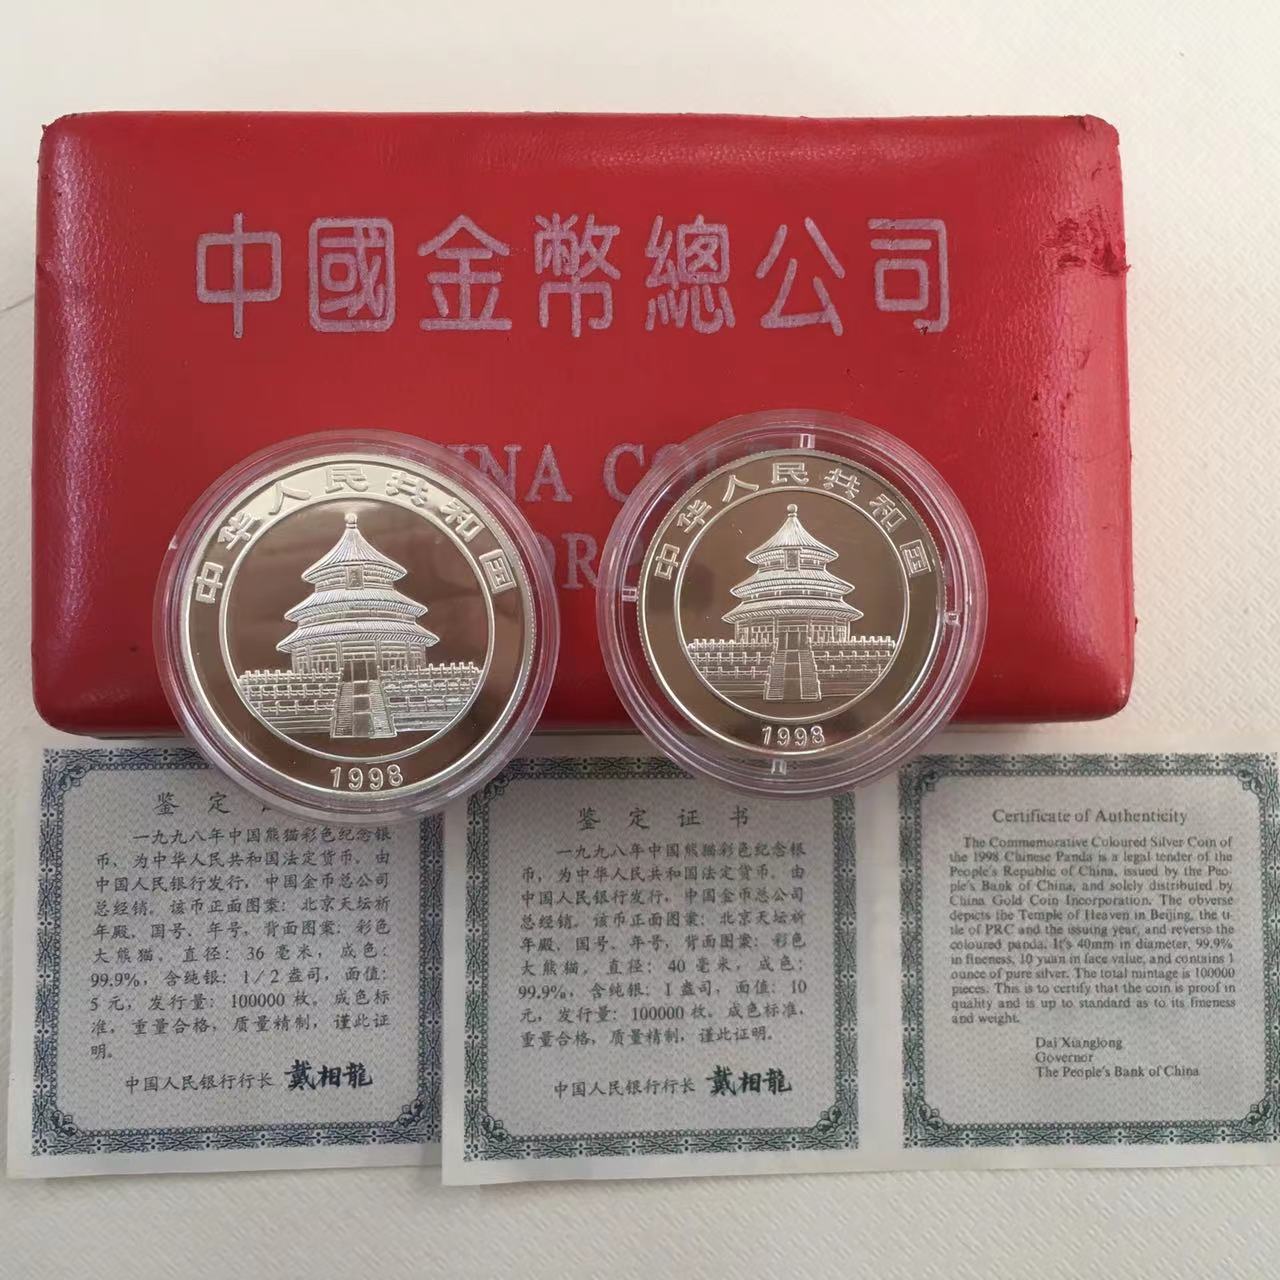 中國金幣總公司
INA CO
OR
中华人民共和国
1998
中华人民共和国
1998
鉴定
一九九八年中国熊猫彩色纪念银
币，为中华人民共和国法定货币。由
中国人民银行发行，中国金币总公司
总经销。该币正面图案：北京天坛祈
年殿、国号、年号，背面图案：彩色
大熊猫。直径：36毫米，成色：
99.9%，含纯银：1/2盎司，面值：
5元，发行量：100000枚。成色标
准，重量合格，质量精制，谨此证
明。
中国人民银行行长 戴相龍
鉴定证书
一九九八年中国熊猫彩色纪念银
币，为中华人民共和国法定货币。由
中国人民银行发行，中国金币总公司
总经销。该币正面图案：北京天坛祈
年殿、国号、年号，背面图案：彩色
大熊猫。直径：40毫米，成色：
99.9%，含纯银：1盎司，面值：10
元，发行量：100000枚。成色标准，
重量合格，质量精制，谨此证明。
中国人民银行行长 戴相龍
Certificate of Authenticity
The Commemorative Coloured Silver Coin of
the 1998 Chinese Panda is a legal tender of the
People's Republic of China, issued by the Peo-
ple's Bank of China, and solely distributed by
China Gold Coin Incorporation. The obverse
depicts the Temple of Heaven in Beijing, the ti-
tle of PRC and the issuing year, and reverse the
coloured panda. It's 40mm in diameter, 99.9%
in fineness, 10 yuan in face value, and contains 1
ounce of pure silver. The total mintage is 100000
pieces. This is to certify that the coin is proof in
quality and is up to standard as to its fineness
and weight.
Dai Xianglong
Governor
The People's Bank of China